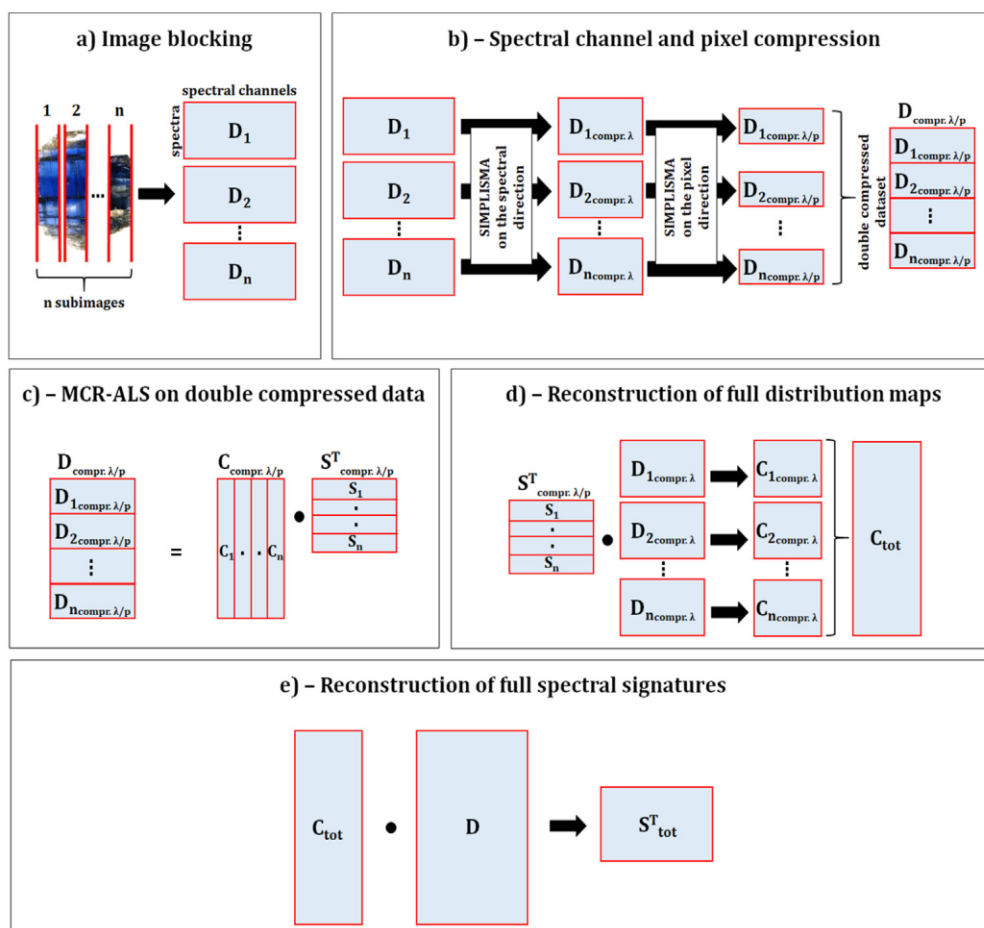 a) Image blocking
1 2 n
spectral channels
spectra
D1
D2
⋮
Dn
...
n subimages
b) – Spectral channel and pixel compression
D1
D2
⋮
Dn
SIMPLISMA
on the spectral
direction
D1compr. λ
D2compr. λ
⋮
Dncompr. λ
SIMPLISMA
on the pixel
direction
D1compr. λ/p
D2compr. λ/p
⋮
Dncompr. λ/p
double compressed
dataset
Dcompr. λ/p
D1compr. λ/p
D2compr. λ/p
⋮
Dncompr. λ/p
c) – MCR-ALS on double compressed data
Dcompr. λ/p
D1compr. λ/p
D2compr. λ/p
⋮
Dncompr. λ/p
=
Ccompr. λ/p
C1 · · Cn
•
STcompr. λ/p
S1
·
·
Sn
d) – Reconstruction of full distribution maps
STcompr. λ/p
S1
·
·
Sn
•
D1compr. λ
D2compr. λ
⋮
Dncompr. λ
C1compr. λ
C2compr. λ
⋮
Cncompr. λ
Ctot
e) – Reconstruction of full spectral signatures
Ctot • D STtot